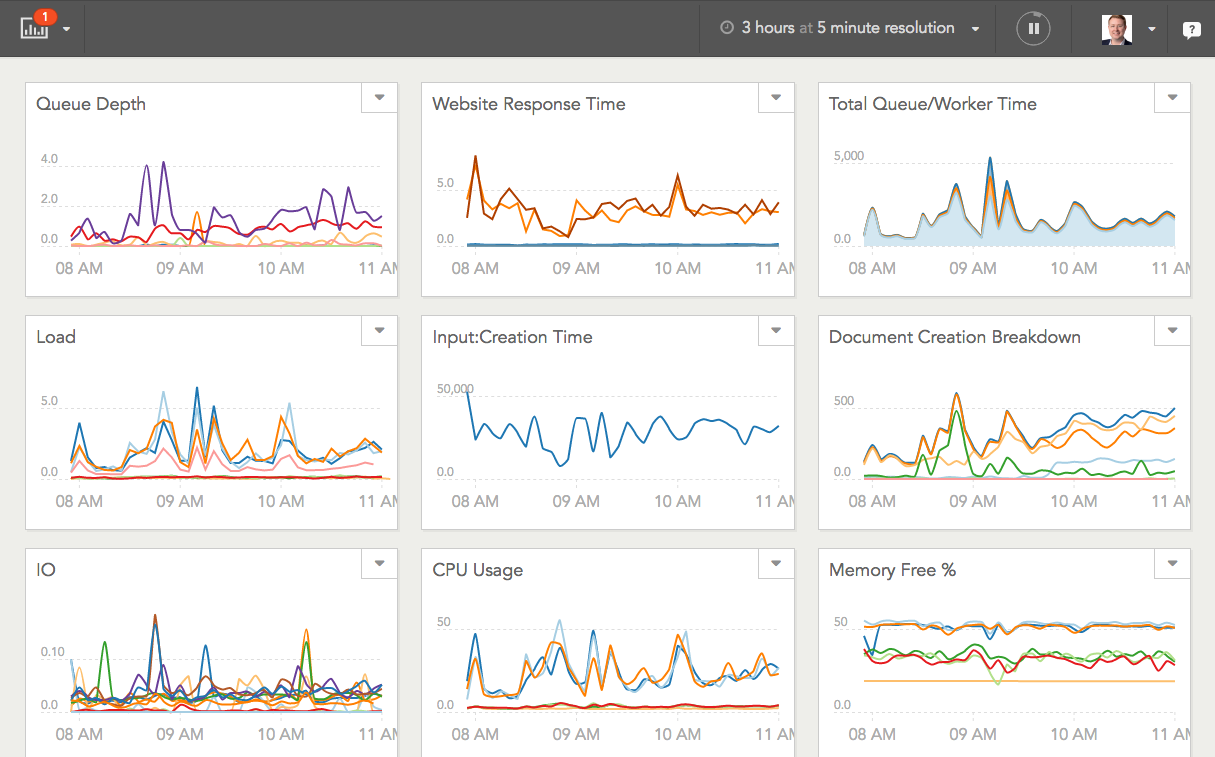 1
3 hours at 5 minute resolution
?
Queue Depth
4.0
2.0
0.0
08 AM 09 AM 10 AM 11 AM
Website Response Time
5.0
0.0
08 AM 09 AM 10 AM 11 AM
Total Queue/Worker Time
5,000
0.0
08 AM 09 AM 10 AM 11 AM
Load
5.0
0.0
08 AM 09 AM 10 AM 11 AM
Input:Creation Time
50,000
0.0
08 AM 09 AM 10 AM 11 AM
Document Creation Breakdown
500
0.0
08 AM 09 AM 10 AM 11 AM
IO
0.10
0.0
08 AM 09 AM 10 AM 11 AM
CPU Usage
50
0.0
08 AM 09 AM 10 AM 11 AM
Memory Free %
50
0.0
08 AM 09 AM 10 AM 11 AM